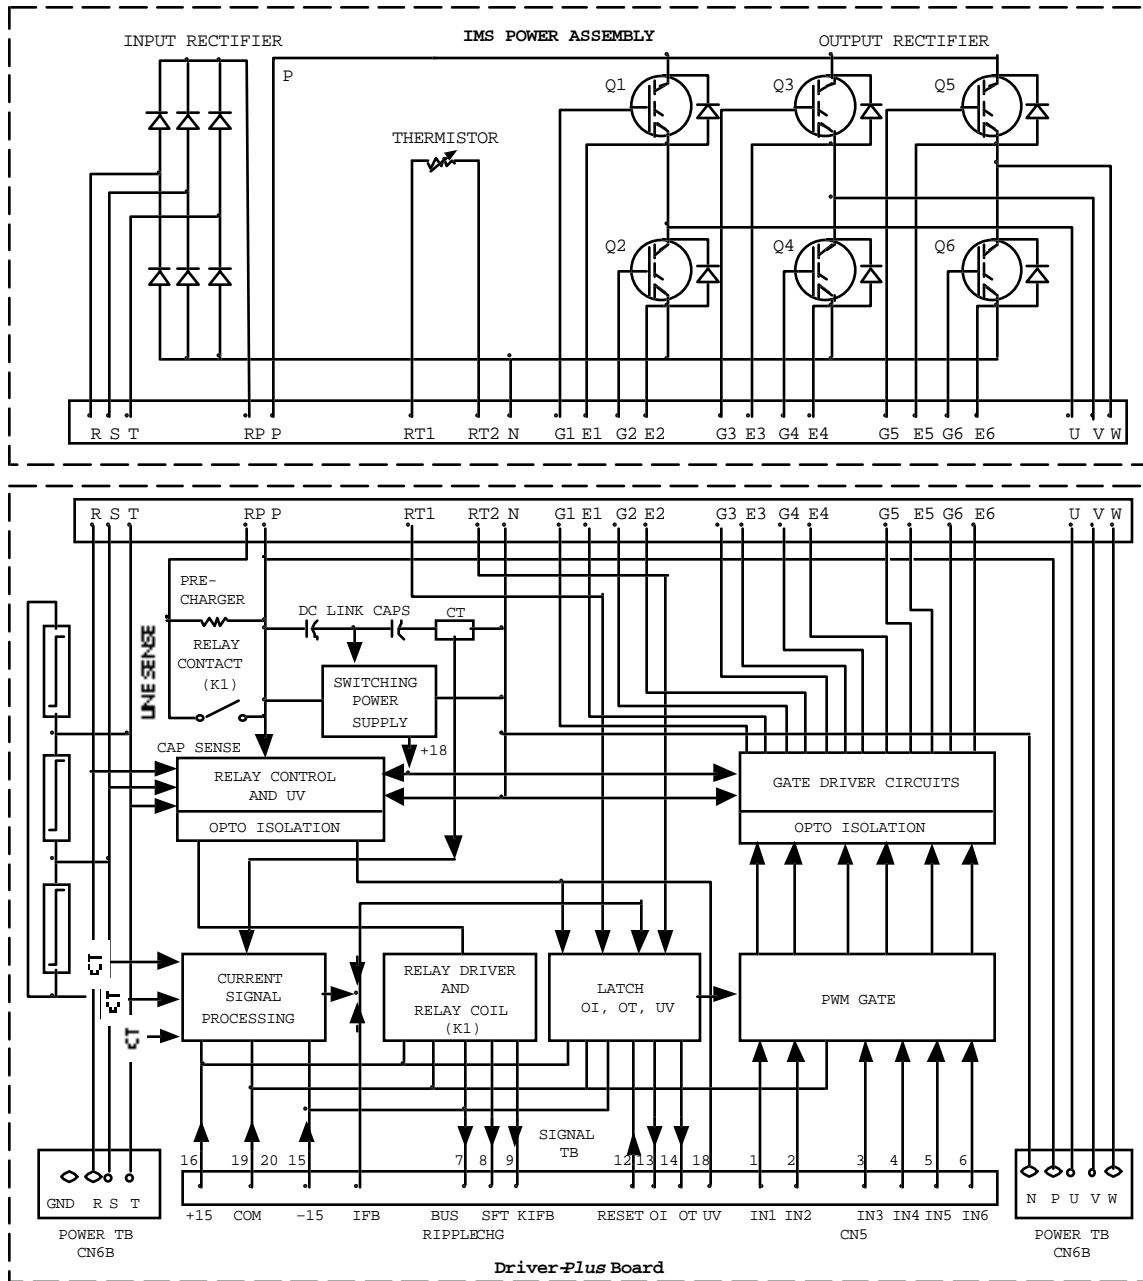 IMS POWER ASSEMBLY
INPUT RECTIFIER
OUTPUT RECTIFIER
P
Q1
Q3
Q5
THERMISTOR
Q2
Q4
Q6
R S T RP P RT1 RT2 N G1 E1 G2 E2 G3 E3 G4 E4 G5 E5 G6 E6 U V W
R S T RP P RT1 RT2 N G1 E1 G2 E2 G3 E3 G4 E4 G5 E5 G6 E6 U V W
PRE-
CHARGER
DC LINK CAPS
CT
LINE SENSE
RELAY
CONTACT
(K1)
SWITCHING
POWER
SUPPLY
+18
CAP SENSE
RELAY CONTROL
AND UV
OPTO ISOLATION
GATE DRIVER CIRCUITS
OPTO ISOLATION
CT
CT
CT
CURRENT
SIGNAL
PROCESSING
RELAY DRIVER
AND
RELAY COIL
(K1)
LATCH
OI, OT, UV
PWM GATE
SIGNAL
TB
16 19 20 15 7 8 9 12 13 14 18 1 2 3 4 5 6
GND R S T
POWER TB
CN6B
+15 COM -15 IFB BUS SFT KIFB RESET OI OT UV IN1 IN2 IN3 IN4 IN5 IN6
RIPPLE CHG
CN5
N P U V W
POWER TB
CN6B
Driver-Plus Board